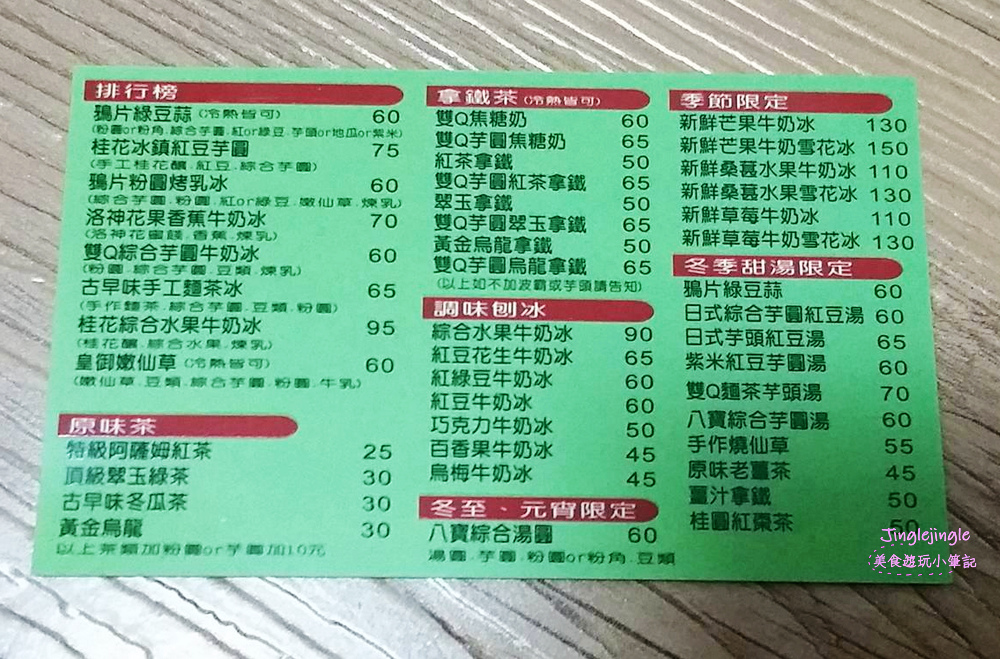 排行榜
鴉片綠豆蒜(冷熱皆可) 60
(粉圓or粉角.綜合芋圓.紅or綠豆.芋頭or地瓜or紫米)
桂花冰鎮紅豆芋圓 75
(手工桂花釀.紅豆.綜合芋圓)
鴉片粉圓烤乳冰 60
(綜合芋圓.粉圓.紅or綠豆.嫩仙草.煉乳)
洛神花果香蕉牛奶冰 70
(洛神花蜜餞.香蕉.煉乳)
雙Q綜合芋圓牛奶冰 60
(粉圓.綜合芋圓.豆類.煉乳)
古早味手工麵茶冰 65
(手作麵茶.綜合芋圓.豆類.粉圓)
桂花綜合水果牛奶冰 95
(桂花釀.綜合水果.煉乳)
皇御嫩仙草(冷熱皆可) 60
(嫩仙草.豆類.綜合芋圓.粉圓.牛乳)
原味茶
特級阿薩姆紅茶 25
頂級翠玉綠茶 30
古早味冬瓜茶 30
黃金烏龍 30
以上茶類加粉圓or芋圓加10元
拿鐵茶(冷熱皆可)
雙Q焦糖奶 60
雙Q芋圓焦糖奶 65
紅茶拿鐵 50
雙Q芋圓紅茶拿鐵 65
翠玉拿鐵 50
雙Q芋圓翠玉拿鐵 65
黃金烏龍拿鐵 50
雙Q芋圓烏龍拿鐵 65
(以上如不加波霸或芋頭請告知)
調味刨冰
綜合水果牛奶冰 90
紅豆花生牛奶冰 65
紅綠豆牛奶冰 60
紅豆牛奶冰 60
巧克力牛奶冰 50
百香果牛奶冰 45
烏梅牛奶冰 45
冬至、元宵限定
八寶綜合湯圓 60
湯圓.芋圓.粉圓or粉角.豆類
季節限定
新鮮芒果牛奶冰 130
新鮮芒果牛奶雪花冰 150
新鮮桑葚水果牛奶冰 110
新鮮桑葚水果雪花冰 130
新鮮草莓牛奶冰 110
新鮮草莓牛奶雪花冰 130
冬季甜湯限定
鴉片綠豆蒜 60
日式綜合芋圓紅豆湯 60
日式芋頭紅豆湯 65
紫米紅豆芋圓湯 60
雙Q麵茶芋頭湯 70
八寶綜合芋圓湯 60
手作燒仙草 55
原味老薑茶 45
薑汁拿鐵 50
桂圓紅棗茶 50
Jinglejingle
美食遊玩小筆記